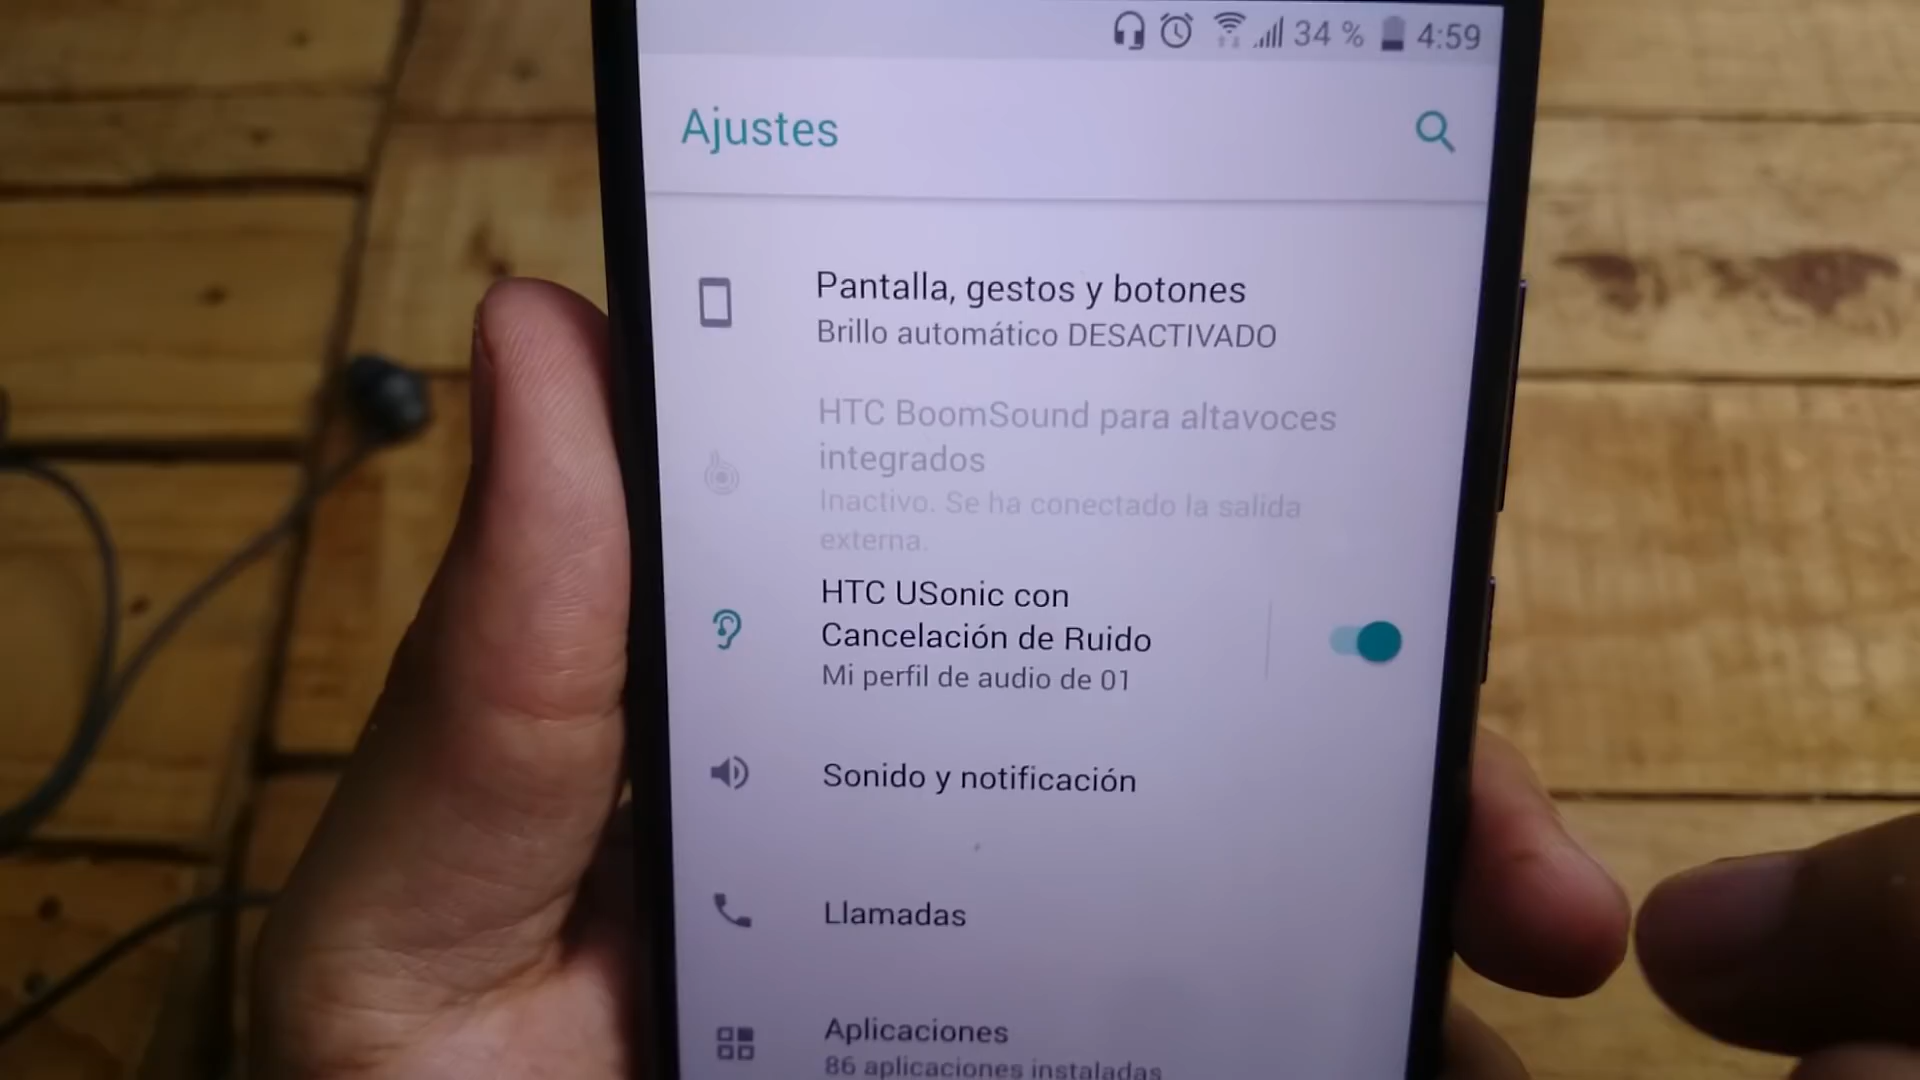 34 % 4:59
Ajustes
Pantalla, gestos y botones
Brillo automático DESACTIVADO
HTC BoomSound para altavoces
integrados
Inactivo. Se ha conectado la salida
externa.
HTC USonic con
Cancelación de Ruido
Mi perfil de audio de 01
Sonido y notificación
Llamadas
Aplicaciones
86 aplicaciones instaladas